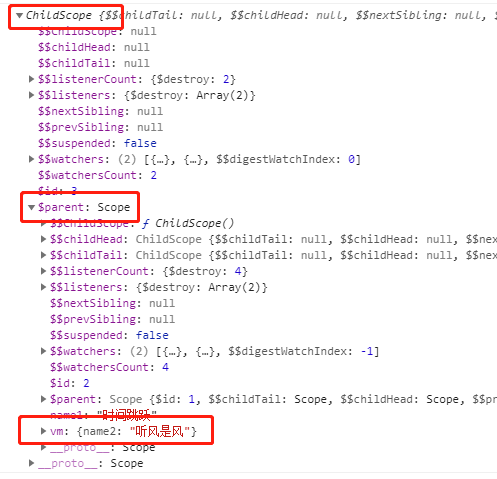 ▼ChildScope {$$childTail: null, $$childHead: null, $$nextSibling: null, $
$$ChildScope: null
$$childHead: null
$$childTail: null
▶$$listenerCount: {$destroy: 2}
▶$$listeners: {$destroy: Array(2)}
$$nextSibling: null
$$prevSibling: null
$$suspended: false
▶$$watchers: (2) [{…}, {…}, $$digestWatchIndex: 0]
$$watchersCount: 2
$id: 3
▼$parent: Scope
▶$$ChildScope: ƒ ChildScope()
▶$$childHead: ChildScope {$$childTail: null, $$childHead: null, $$nex
▶$$childTail: ChildScope {$$childTail: null, $$childHead: null, $$nex
▶$$listenerCount: {$destroy: 4}
▶$$listeners: {$destroy: Array(2)}
$$nextSibling: null
$$prevSibling: null
$$suspended: false
▶$$watchers: (2) [{…}, {…}, $$digestWatchIndex: -1]
$$watchersCount: 4
$id: 2
▶$parent: Scope {$id: 1, $$childTail: Scope, $$childHead: Scope, $$pr
name1: "时间跳跃"
▶vm: {name2: "听风是风"}
▶__proto__: Scope
▶__proto__: Scope